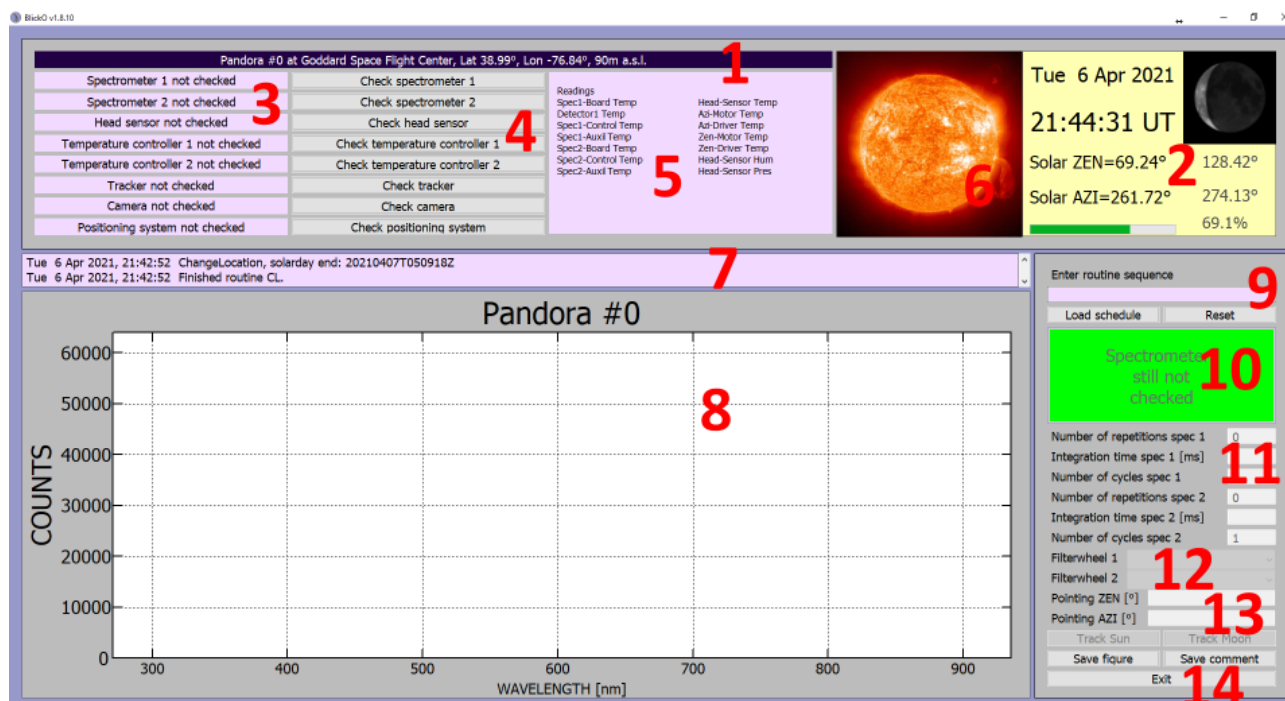 BlickO v1.8.10
Pandora #0 at Goddard Space Flight Center, Lat 38.99º, Lon -76.84º, 90m a.s.l.
1
Spectrometer 1 not checked
Spectrometer 2 not checked
Head sensor not checked
Temperature controller 1 not checked
Temperature controller 2 not checked
Tracker not checked
Camera not checked
Positioning system not checked
3
Check spectrometer 1
Check spectrometer 2
Check head sensor
Check temperature controller 1
Check temperature controller 2
Check tracker
Check camera
Check positioning system
4
Readings
Spec1-Board Temp
Detector1 Temp
Spec1-Control Temp
Spec1-Auxil Temp
Spec2-Board Temp
Spec2-Control Temp
Spec2-Auxil Temp
Head-Sensor Temp
Azi-Motor Temp
Azi-Driver Temp
Zen-Motor Temp
Zen-Driver Temp
Head-Sensor Hum
Head-Sensor Pres
5
6
Tue 6 Apr 2021
21:44:31 UT
Solar ZEN=69.24º 128.42º
Solar AZI=261.72º 274.13º
69.1%
2
Tue 6 Apr 2021, 21:42:52 ChangeLocation, solarday end: 20210407T050918Z
Tue 6 Apr 2021, 21:42:52 Finished routine CL.
7
Pandora #0
COUNTS
60000
50000
40000
30000
20000
10000
0
300 400 500 600 700 800 900
WAVELENGTH [nm]
8
Enter routine sequence
9
Load schedule Reset
Spectrometer
still not
checked
10
Number of repetitions spec 1 0
Integration time spec 1 [ms]
Number of cycles spec 1
11
Number of repetitions spec 2 0
Integration time spec 2 [ms]
Number of cycles spec 2 1
Filterwheel 1
Filterwheel 2
12
Pointing ZEN [º]
Pointing AZI [º]
13
Track Sun Track Moon
Save figure Save comment
Exit
14